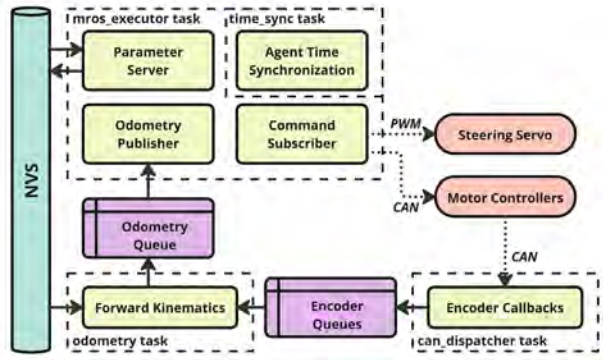 mros_executor task
time_sync task
Parameter
Server
Agent Time
Synchronization
Odometry
Publisher
Command
Subscriber
PWM
Steering Servo
NVS
CAN
Motor Controllers
Odometry
Queue
CAN
Forward Kinematics
Encoder
Queues
Encoder Callbacks
odometry task
can_dispatcher task